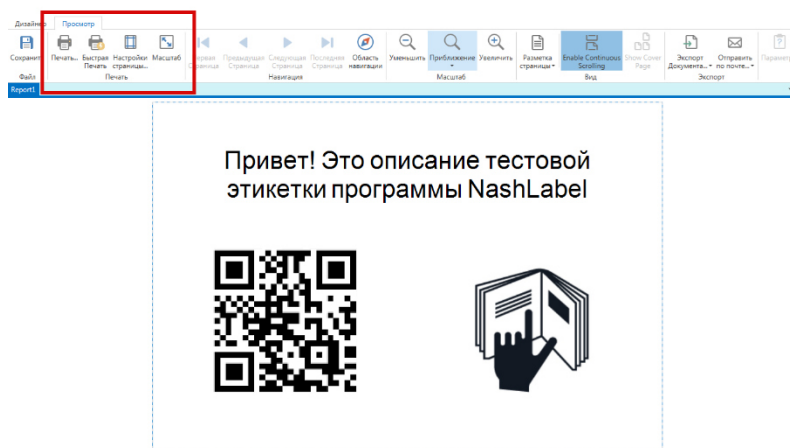 Дизайнер Просмотр
Сохранит Печать... Быстрая Печать Настройки страницы... Масштаб Первая Страница Предыдущая Страница Следующая Страница Последняя Страница Область навигации Уменьшить Приближение Увеличить Разметка страницы Enable Continuous Scrolling Show Cover Page Экспорт Документа... Отправить по почте... Парамет
Файл Печать Навигация Масштаб Вид Экспорт
Report1
Привет! Это описание тестовой
этикетки программы NashLabel